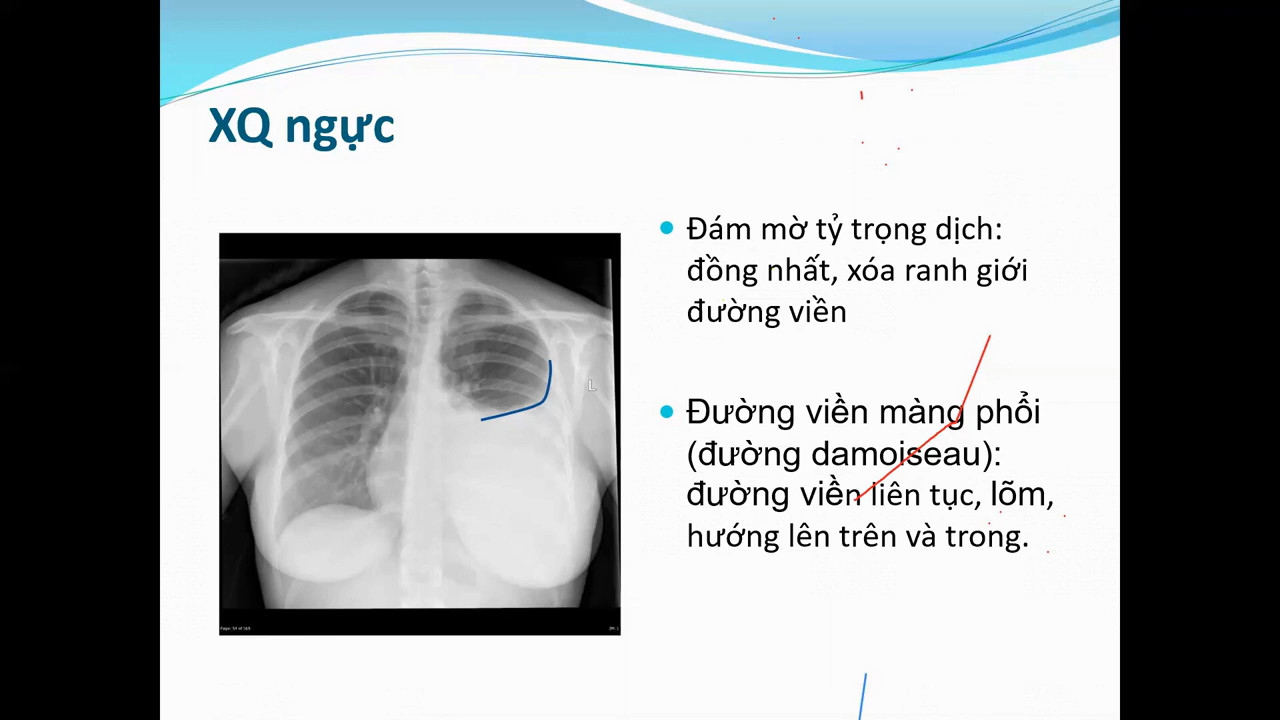 XQ ngực
L
Đám mờ tỷ trọng dịch:
đồng nhất, xóa ranh giới
đường viền
Đường viền màng phổi
(đường damoiseau):
đường viền liên tục, lõm,
hướng lên trên và trong.